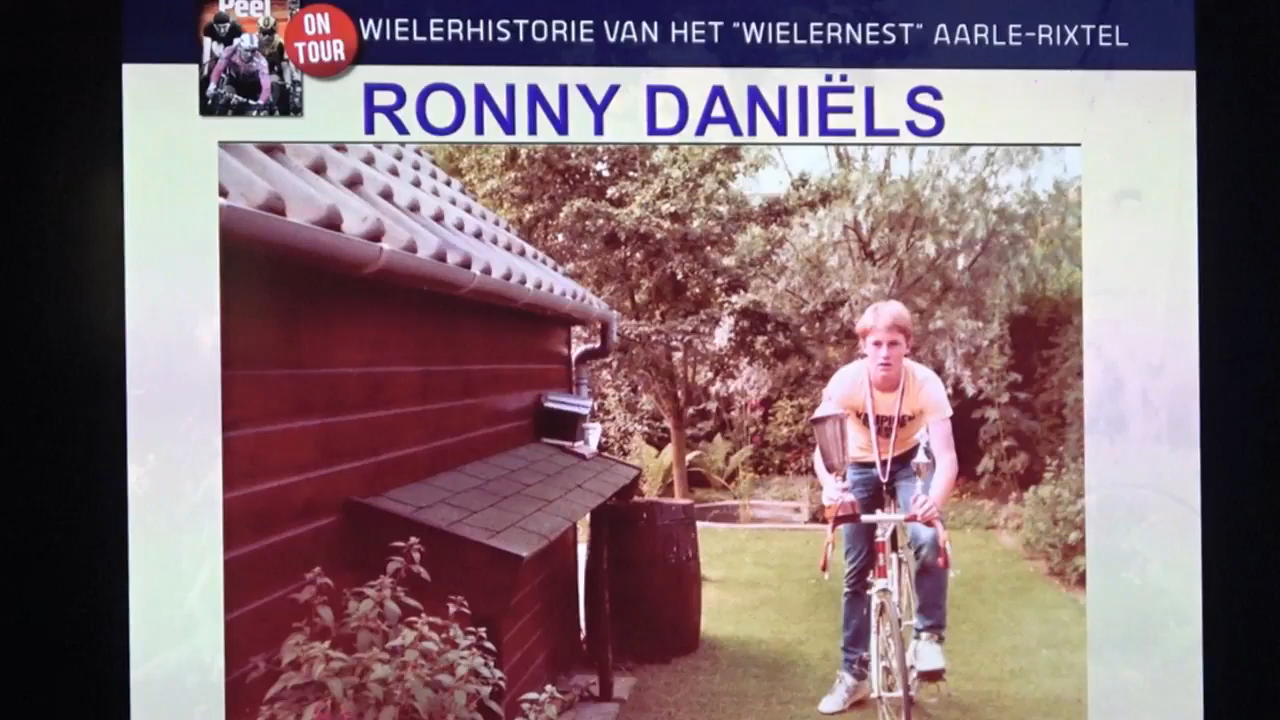 Peel
ON
TOUR
WIELERHISTORIE VAN HET "WIELERNEST" AARLE-RIXTEL
RONNY DANIËLS